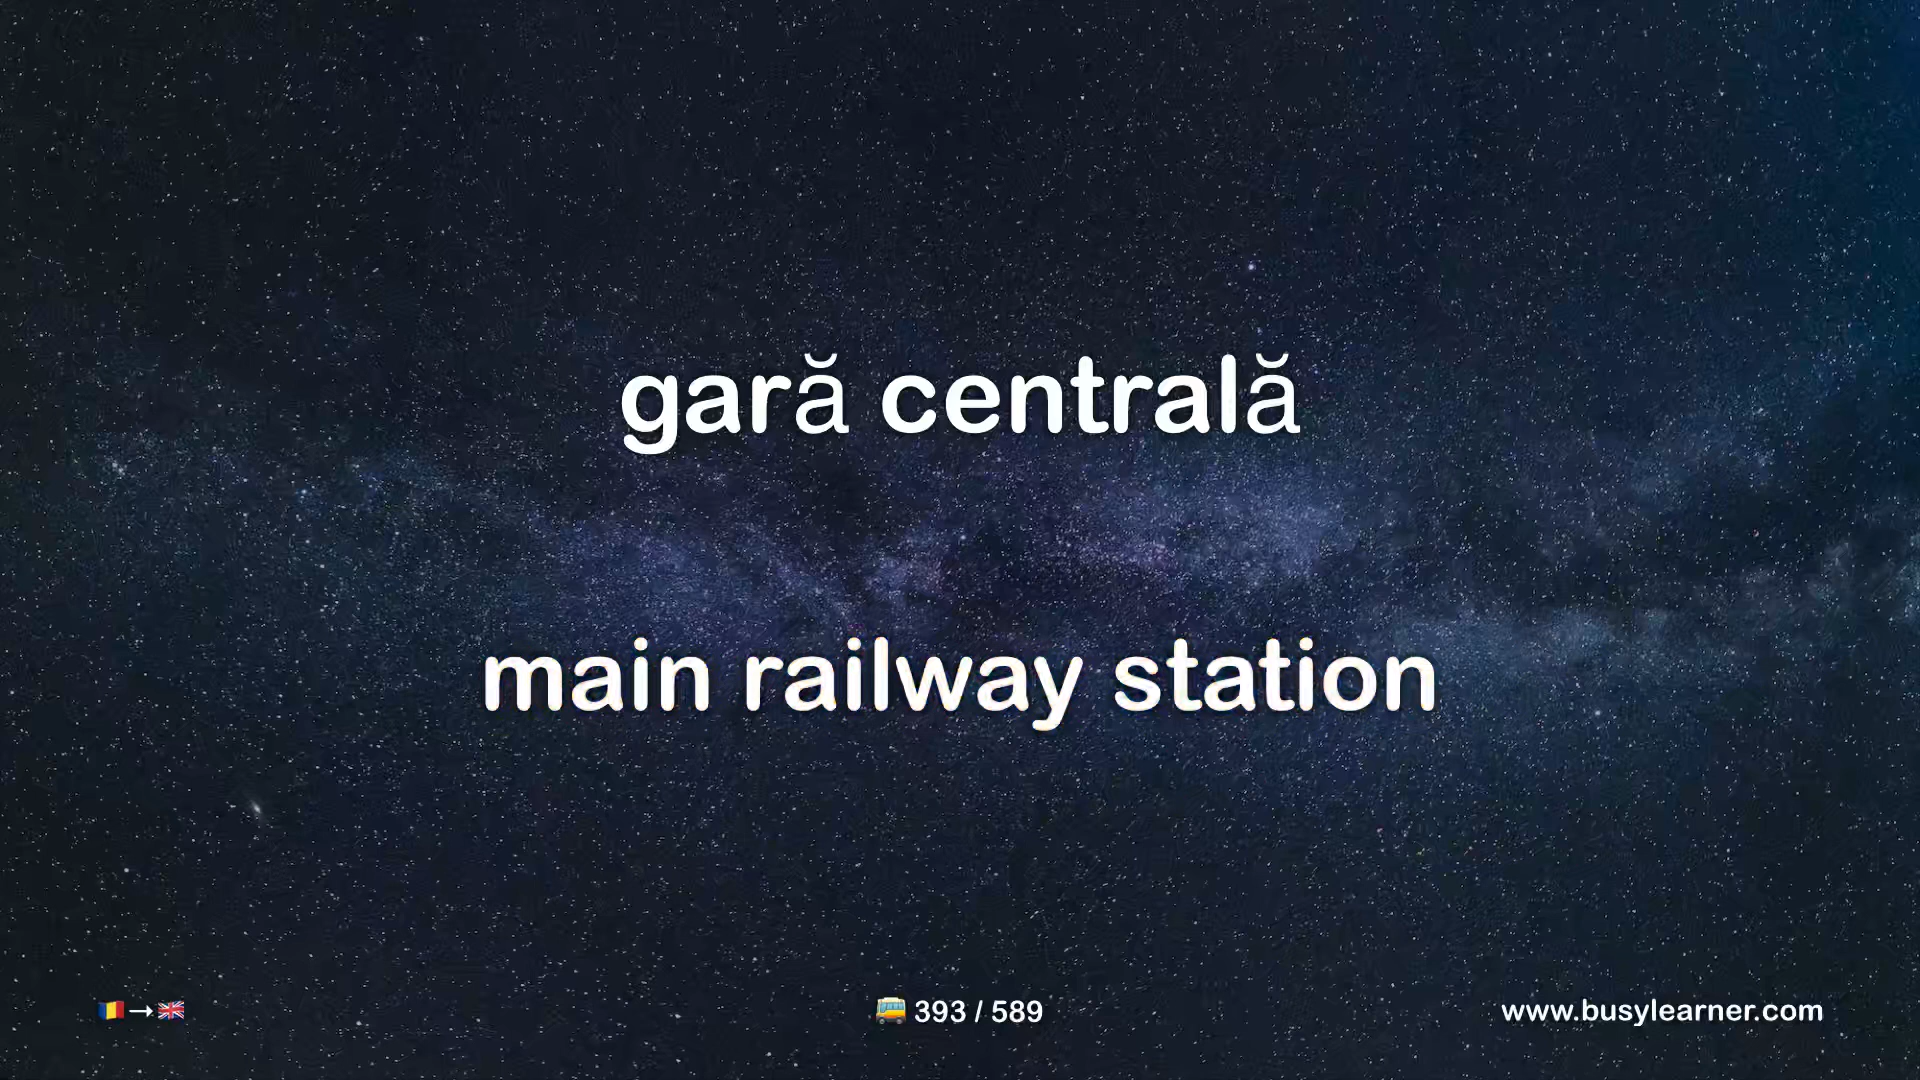 gară centrală
main railway station
🇷🇴→🇬🇧
🚌 393 / 589
www.busylearner.com